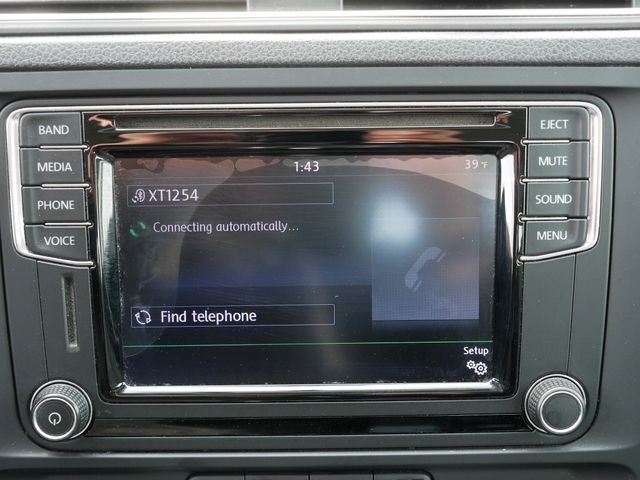 BAND
MEDIA
PHONE
VOICE
EJECT
MUTE
SOUND
MENU
1:43
39°F
XT1254
Connecting automatically...
Find telephone
Setup